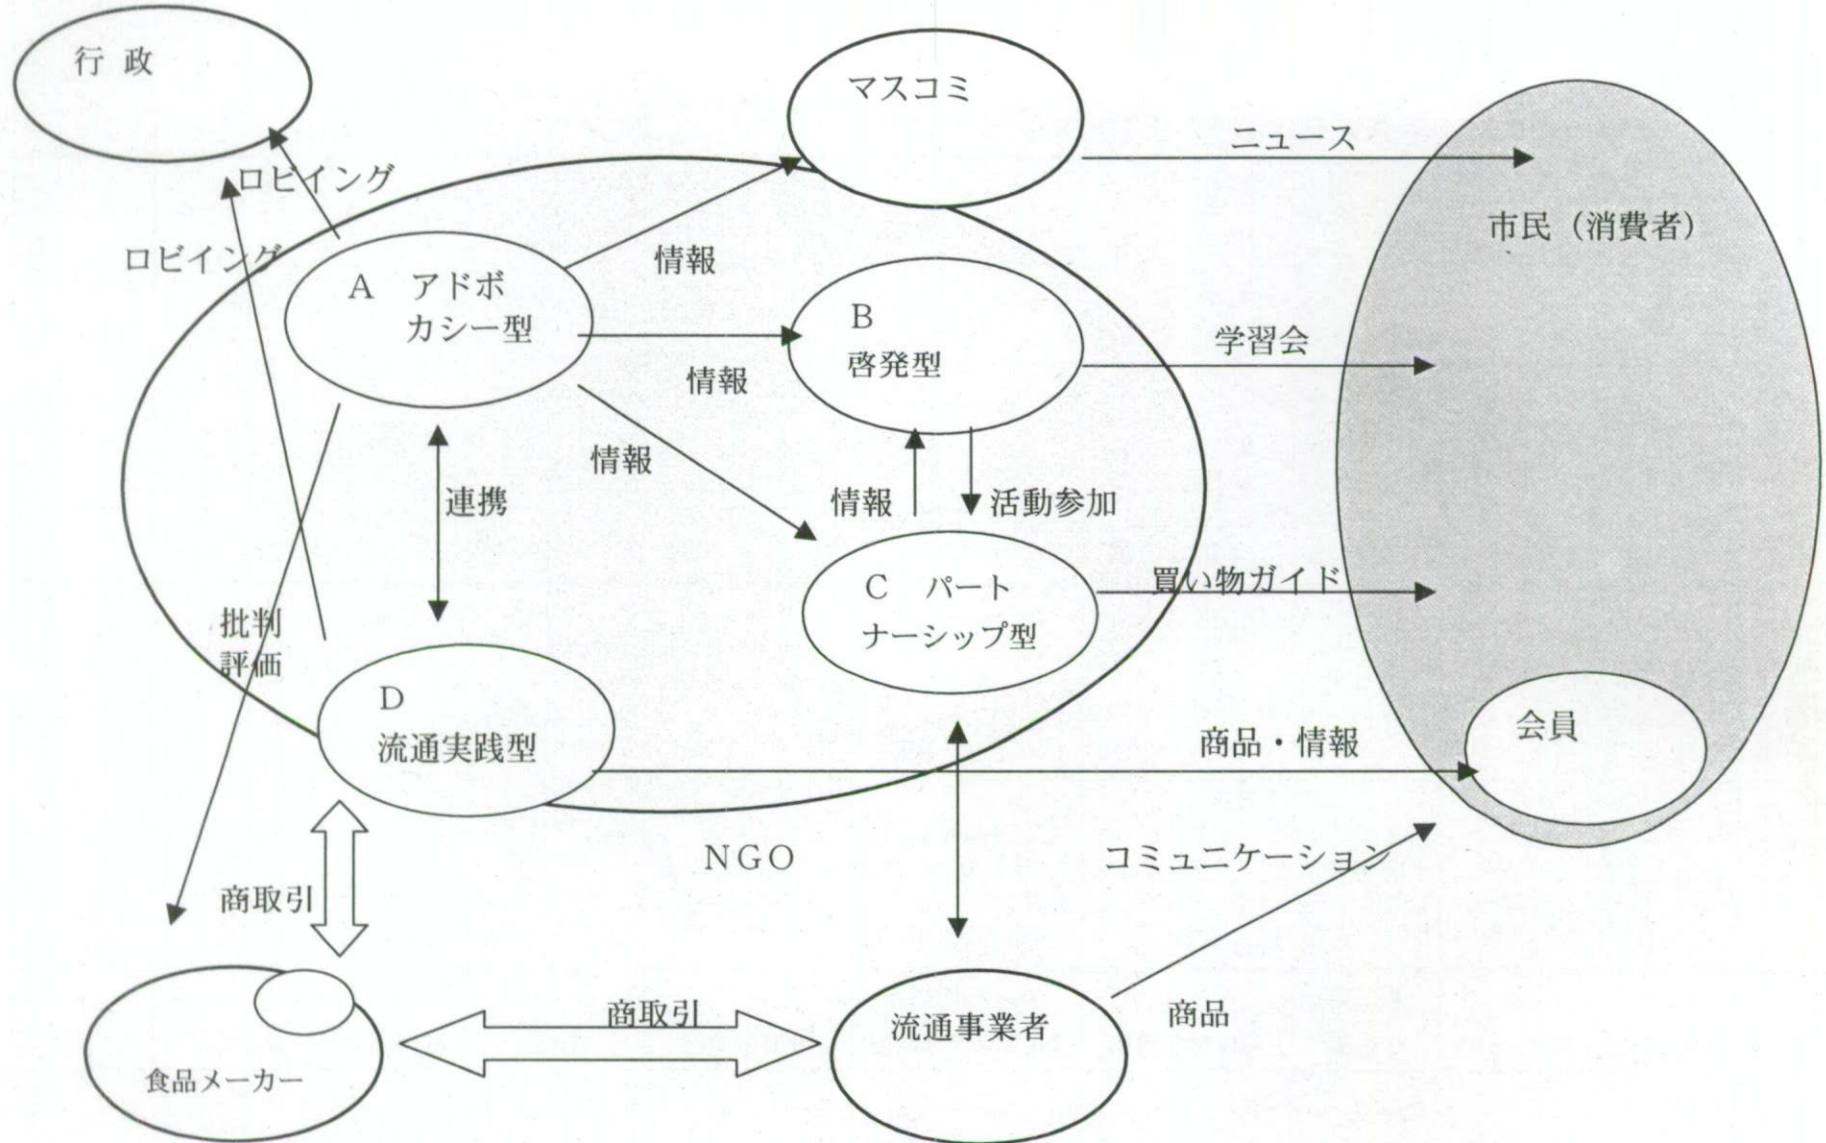 行 政
マスコミ
ニュース
ロビイング
市民（消費者）
ロビイング
情報
A　アドボ
カシー型
B
啓発型
学習会
情報
情報
連携
情報
活動参加
C　パート
ナーシップ型
買い物ガイド
批判
評価
D
流通実践型
商品・情報
会員
NGO
コミュニケーション
商取引
商取引
流通事業者
商品
食品メーカー